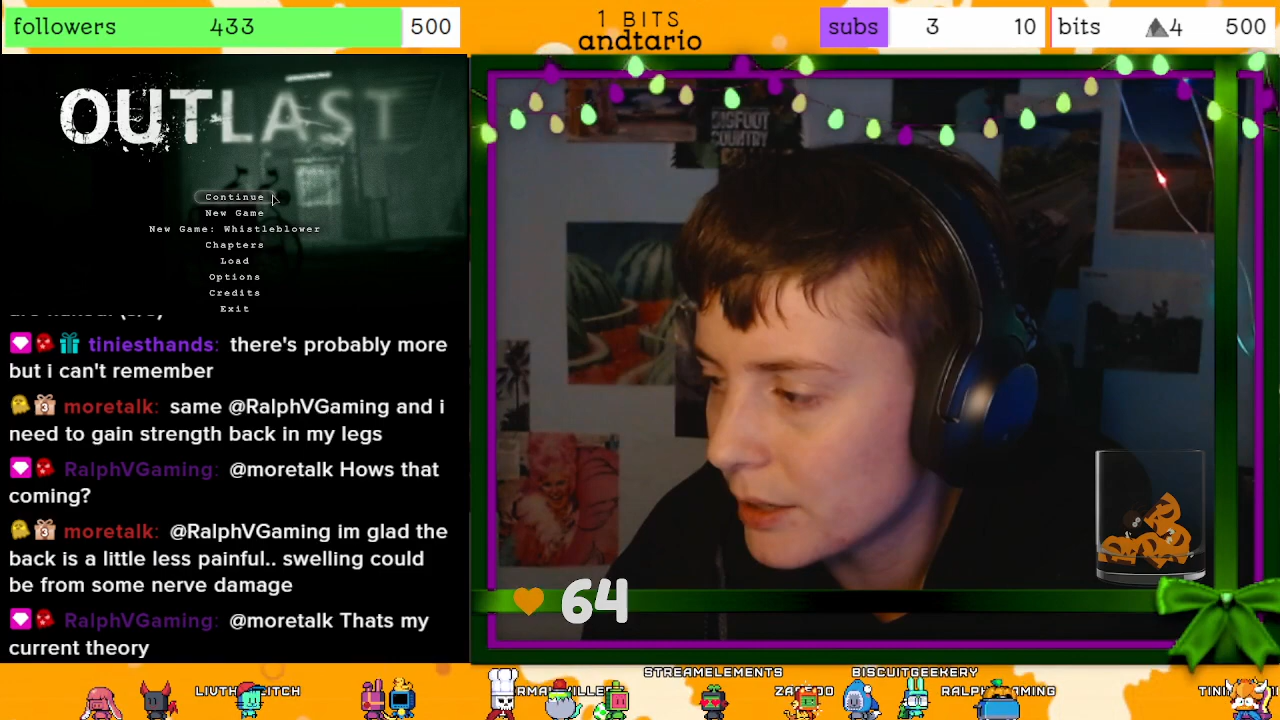 followers 433 500
1 BITS
andtario
subs 3 10
bits 4 500
OUTLAST
Continue
New Game
New Game: Whistleblower
Chapters
Load
Options
Credits
Exit
tiniesthands: there's probably more
but i can't remember
moretalk: same @RalphVGaming and i
need to gain strength back in my legs
RalphVGaming: @moretalk Hows that
coming?
moretalk: @RalphVGaming im glad the
back is a little less painful.. swelling could
be from some nerve damage
RalphVGaming: @moretalk Thats my
current theory
BIGFOOT
COUNTRY
64
STREAMELEMENTS
BISCUITGEEKERY